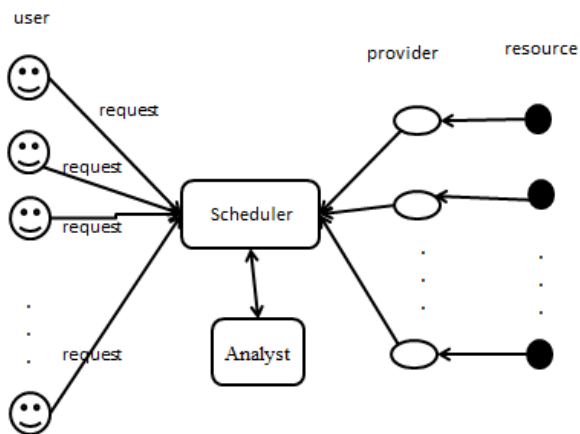 user
provider
resource
request
request
Scheduler
request
Analyst
request